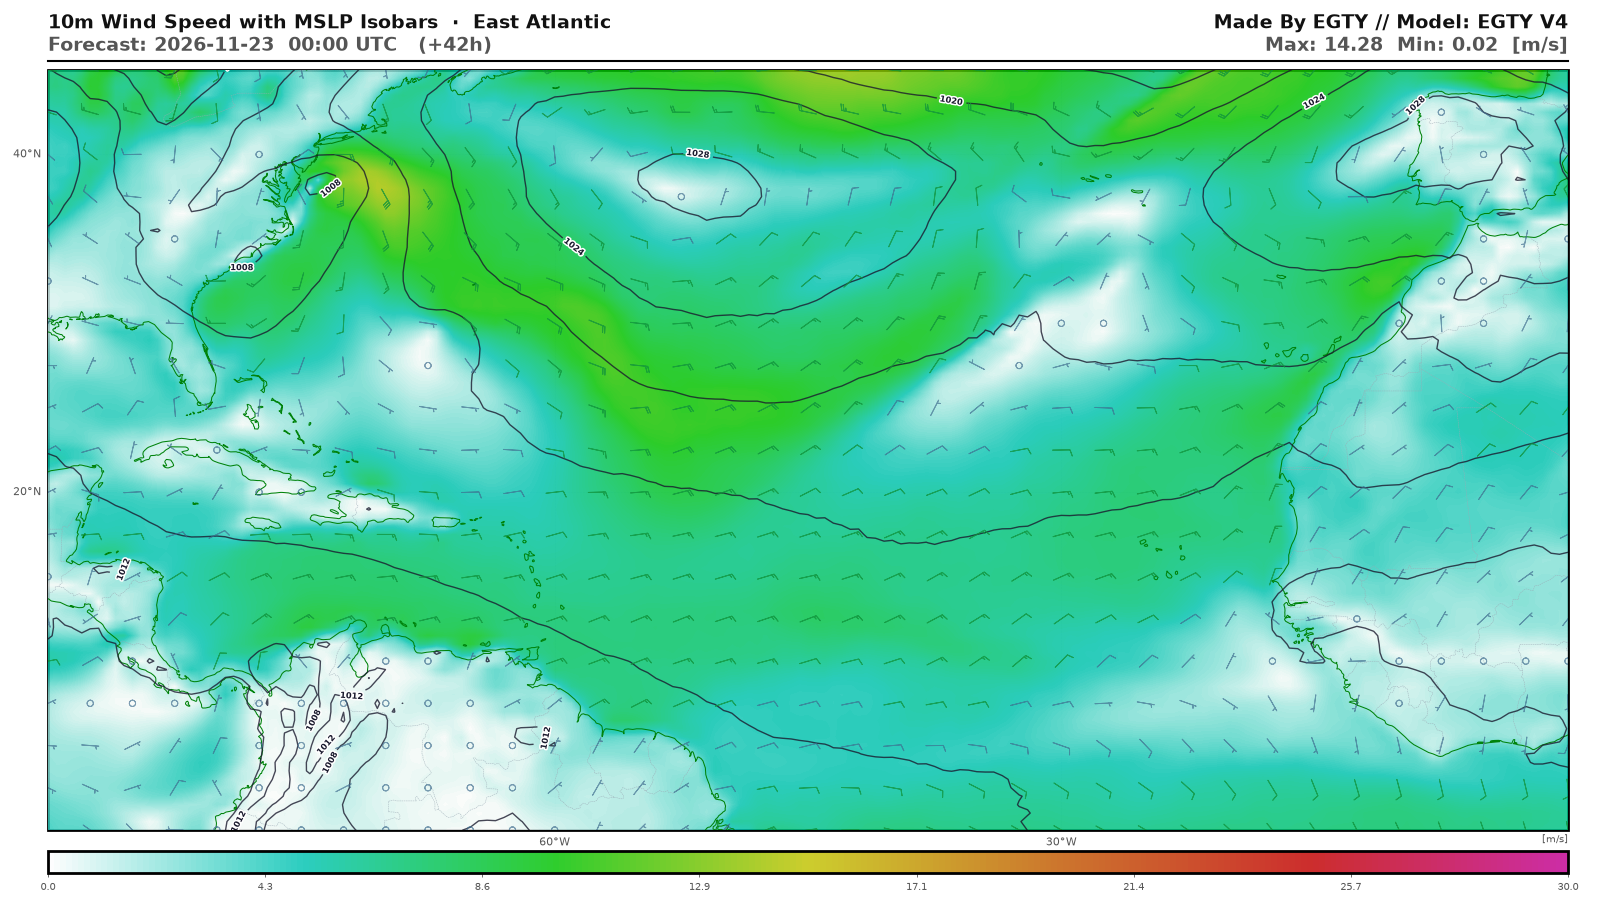 10m Wind Speed with MSLP Isobars · East Atlantic
Made By EGTY // Model: EGTY V4
Forecast: 2026-11-23 00:00 UTC (+42h)
Max: 14.28 Min: 0.02 [m/s]
1020
1024
1028
1028
40°N
1008
1024
1008
20°N
1012
1012
1008
1012
1012
1008
1012
60°W
30°W
[m/s]
0.0
4.3
8.6
12.9
17.1
21.4
25.7
30.0